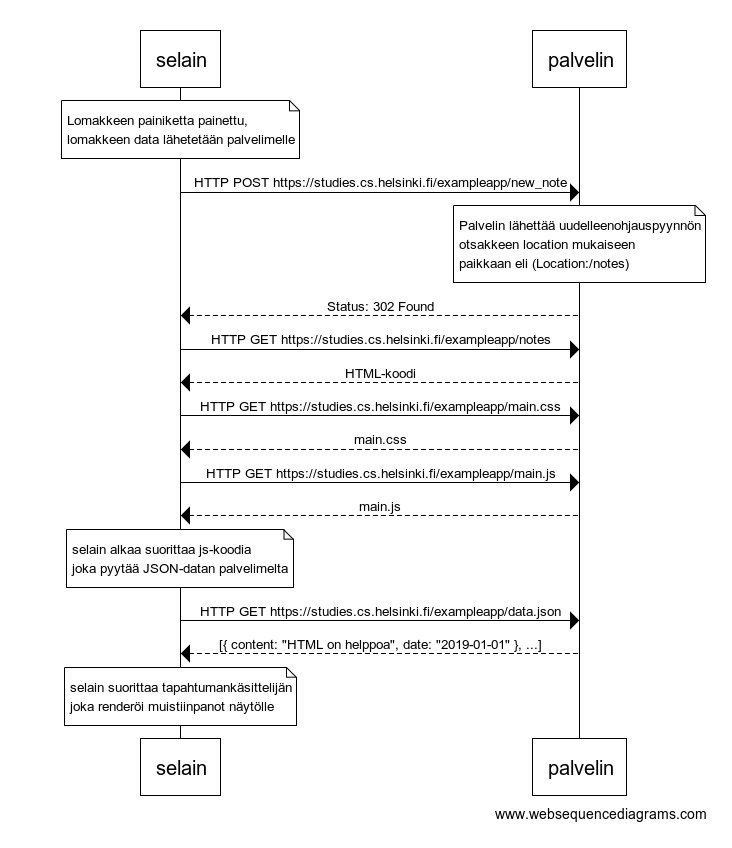 selain
palvelin
Lomakkeen painiketta painettu,
lomakkeen data lähetetään palvelimelle
HTTP POST https://studies.cs.helsinki.fi/exampleapp/new_note
Palvelin lähettää uudelleenohjauspyynnön
otsakkeen location mukaiseen
paikkaan eli (Location:/notes)
Status: 302 Found
HTTP GET https://studies.cs.helsinki.fi/exampleapp/notes
HTML-koodi
HTTP GET https://studies.cs.helsinki.fi/exampleapp/main.css
main.css
HTTP GET https://studies.cs.helsinki.fi/exampleapp/main.js
main.js
selain alkaa suorittaa js-koodia
joka pyytää JSON-datan palvelimelta
HTTP GET https://studies.cs.helsinki.fi/exampleapp/data.json
[{ content: "HTML on helppoa", date: "2019-01-01" }, ...]
selain suorittaa tapahtumankäsittelijän
joka renderöi muistiinpanot näytölle
selain
palvelin
www.websequencediagrams.com